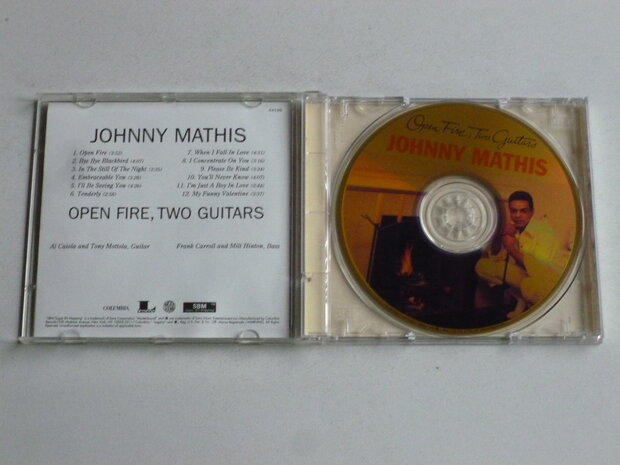 JOHNNY MATHIS
1. Open Fire (3:52)
2. Bye Bye Blackbird (4:07)
3. In The Still Of The Night (3:35)
4. Embraceable You (3:28)
5. I'll Be Seeing You (4:26)
6. Tenderly (3:58)
7. When I Fall In Love (4:31)
8. I Concentrate On You (3:16)
9. Please Be Kind (3:24)
10. You'll Never Know (4:07)
11. I'm Just A Boy In Love (2:44)
12. My Funny Valentine (3:37)
OPEN FIRE, TWO GUITARS
Al Caiola and Tony Mottola, Guitar
Frank Carroll and Milt Hinton, Bass
COLUMBIA
SBM
Open Fire, Two Guitars
JOHNNY MATHIS